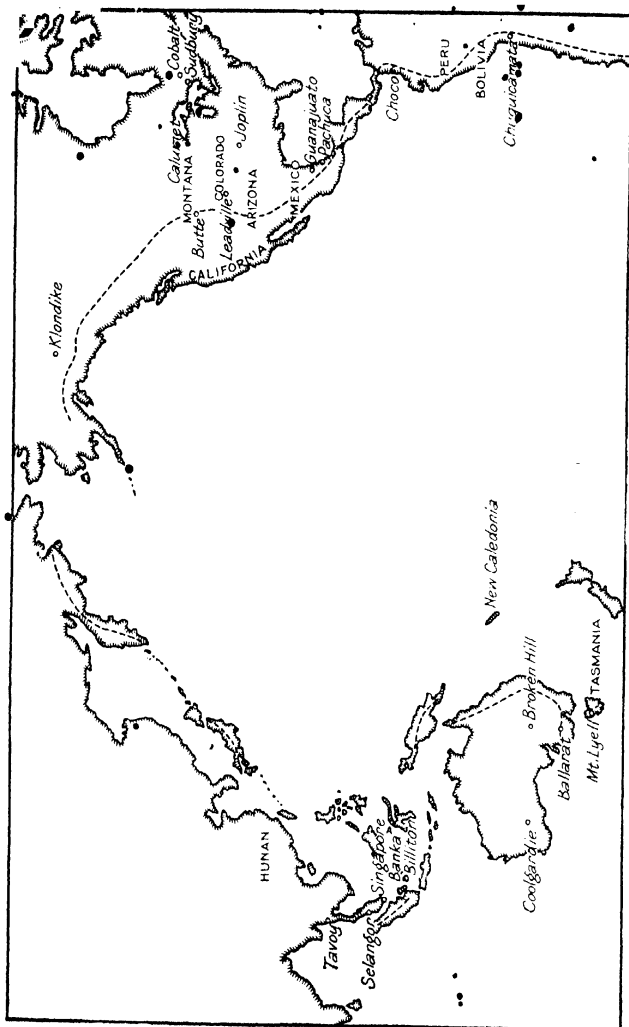 Klondike
Cobalt
Sudbury
Calumet
MONTANA
Butte
COLORADO
Leadville
Joplin
ARIZONA
CALIFORNIA
MEXICO
Guanajuato
Pachuca
Choco
PERU
BOLIVIA
Chuquicamata
HUNAN
Tavoy
Selangor
Singapore
Banka
Billiton
New Caledonia
Broken Hill
Coolgardie
Ballarat
Mt. Lyell
TASMANIA